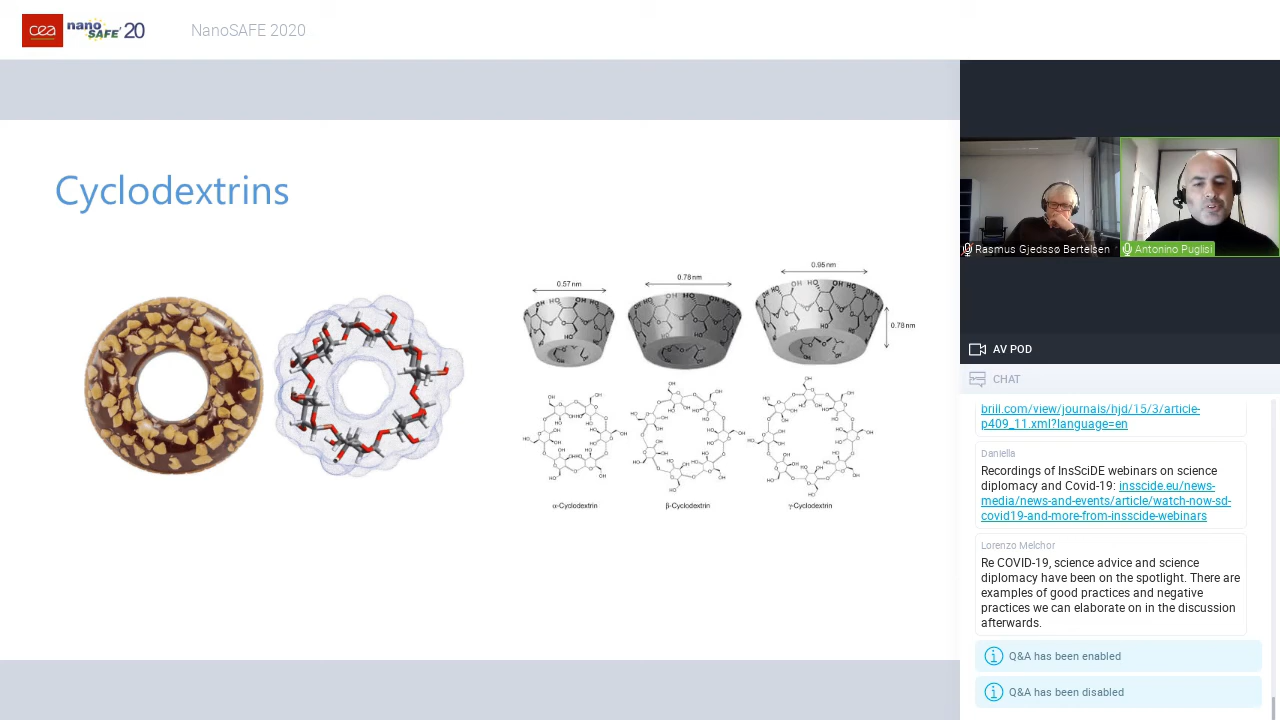 cea nano SAFE' 20
NanoSAFE 2020
Cyclodextrins
0.57 nm
0.78 nm
0.95 nm
0.78 nm
α-Cyclodextrin
β-Cyclodextrin
γ-Cyclodextrin
Rasmus Gjedssø Bertelsen
Antonino Puglisi
AV POD
CHAT
brill.com/view/journals/hjd/15/3/article-
p409_11.xml?language=en
Daniella
Recordings of InsSciDE webinars on science
diplomacy and Covid-19: insscide.eu/news-
media/news-and-events/article/watch-now-sd-
covid19-and-more-from-insscide-webinars
Lorenzo Melchor
Re COVID-19, science advice and science
diplomacy have been on the spotlight. There are
examples of good practices and negative
practices we can elaborate on in the discussion
afterwards.
Q&A has been enabled
Q&A has been disabled